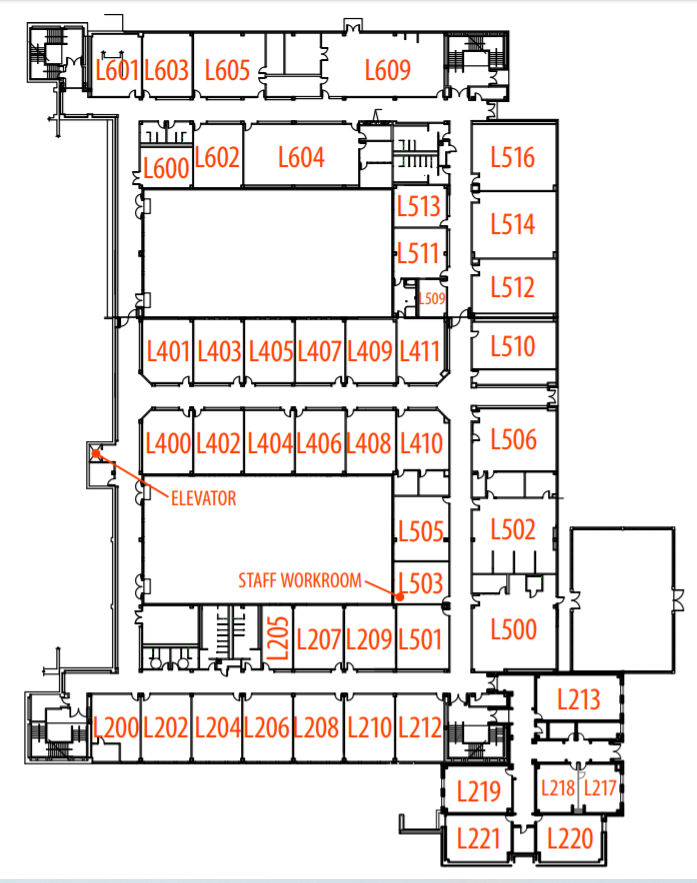 L601 L603 L605 L609
L600 L602 L604 L516
L513 L514
L511
L509 L512
L401 L403 L405 L407 L409 L411 L510
L400 L402 L404 L406 L408 L410 L506
ELEVATOR
L505 L502
STAFF WORKROOM L503
L205 L207 L209 L501 L500
L213
L200 L202 L204 L206 L208 L210 L212
L219 L218 L217
L221 L220